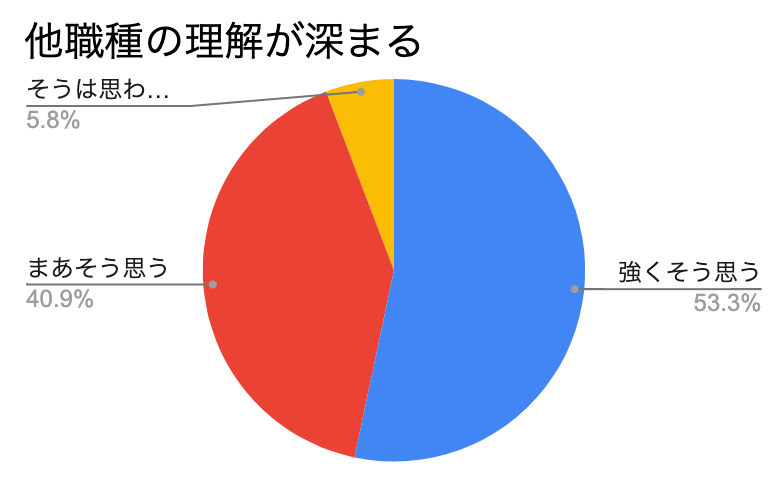 他職種の理解が深まる
そうは思わ…
5.8%
まあそう思う
40.9%
強くそう思う
53.3%